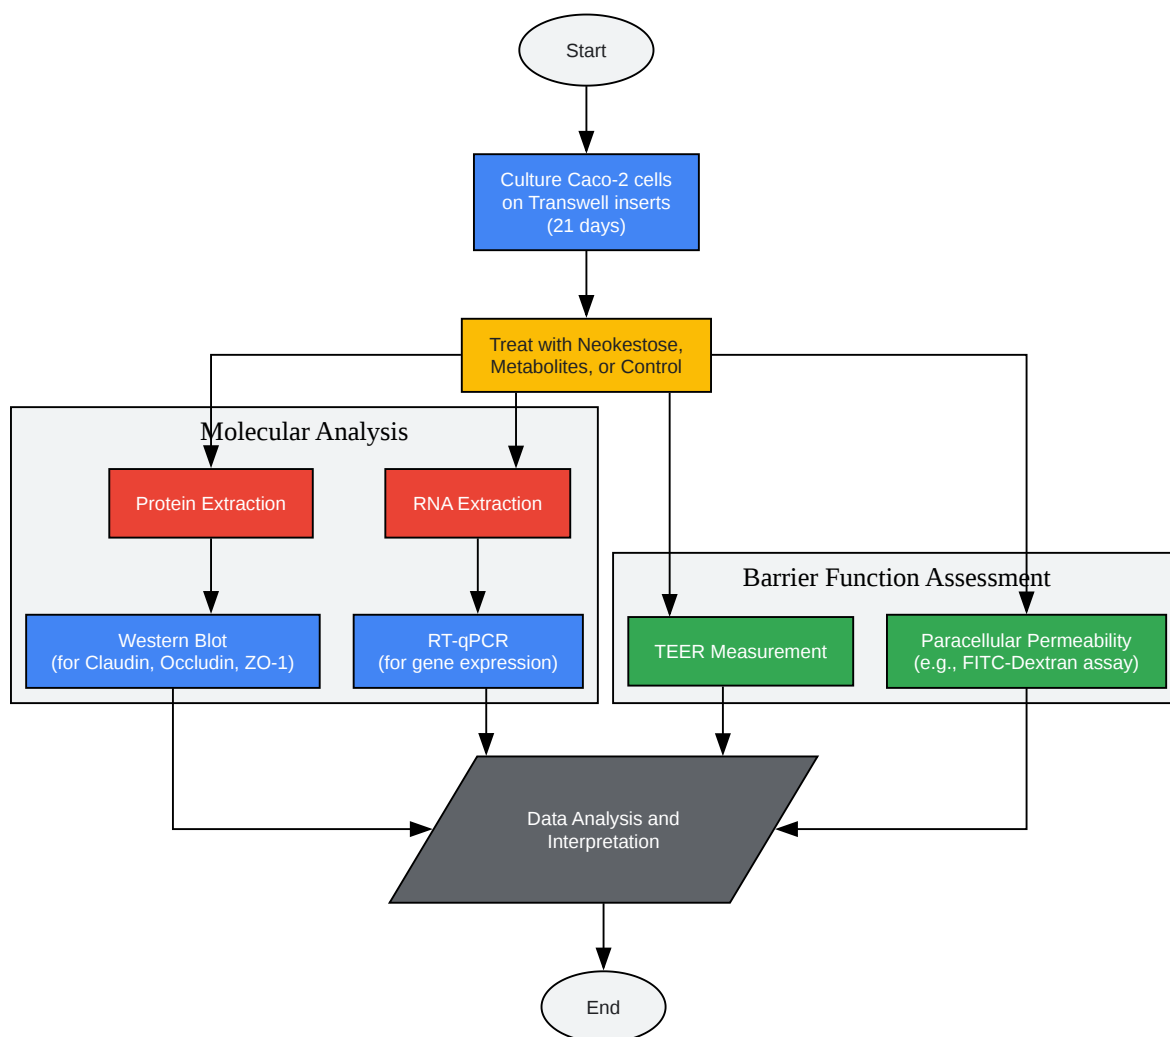 Start
Culture Caco-2 cells
on Transwell inserts
(21 days)
Treat with Neokestose,
Metabolites, or Control
Molecular Analysis
Protein Extraction
RNA Extraction
Barrier Function Assessment
Western Blot
(for Claudin, Occludin, ZO-1)
RT-qPCR
(for gene expression)
TEER Measurement
Paracellular Permeability
(e.g., FITC-Dextran assay)
Data Analysis and
Interpretation
End